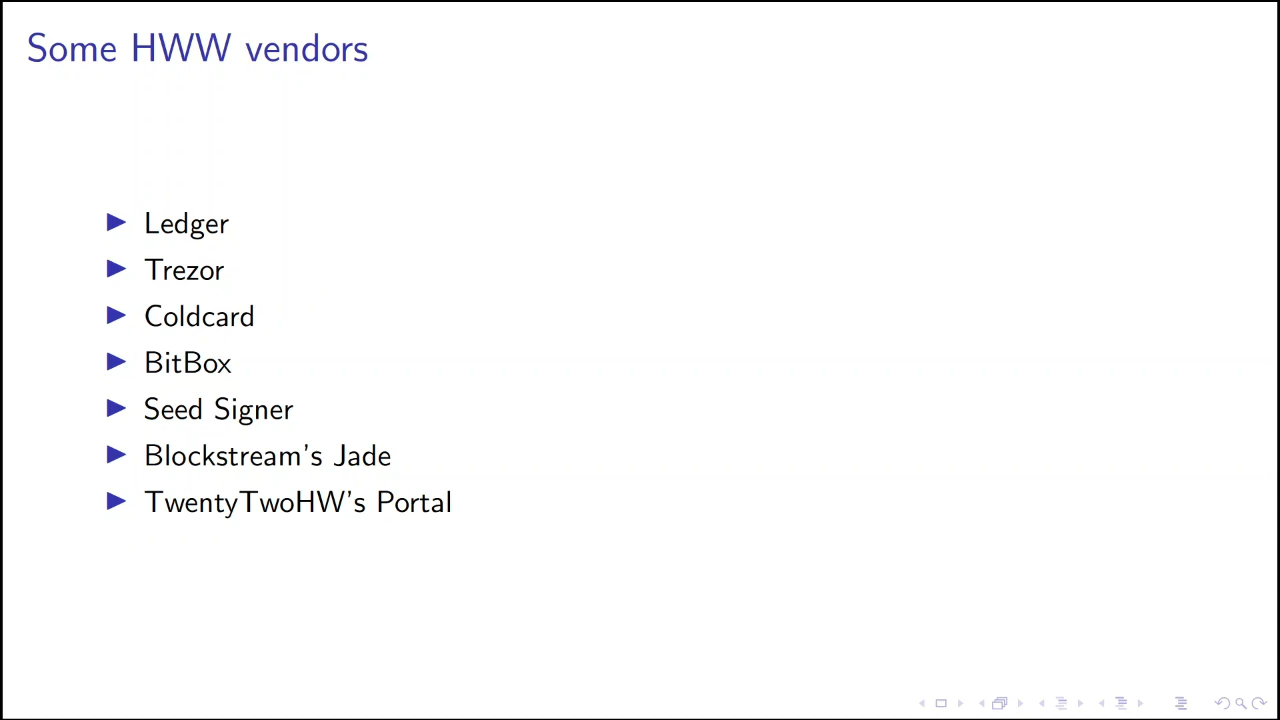 Some HWW vendors
Ledger
Trezor
Coldcard
BitBox
Seed Signer
Blockstream's Jade
TwentyTwoHW's Portal